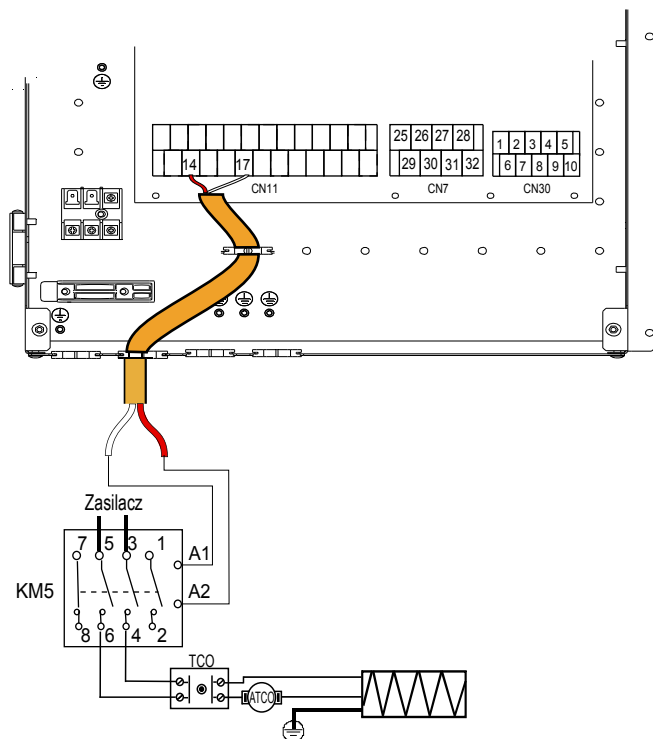 25 26 27 28
1 2 3 4 5
14 17
29 30 31 32
6 7 8 9 10
CN11
CN7
CN30
Zasilacz
7 5 3 1
A1
KM5
A2
8 6 4 2
TCO
ATCO